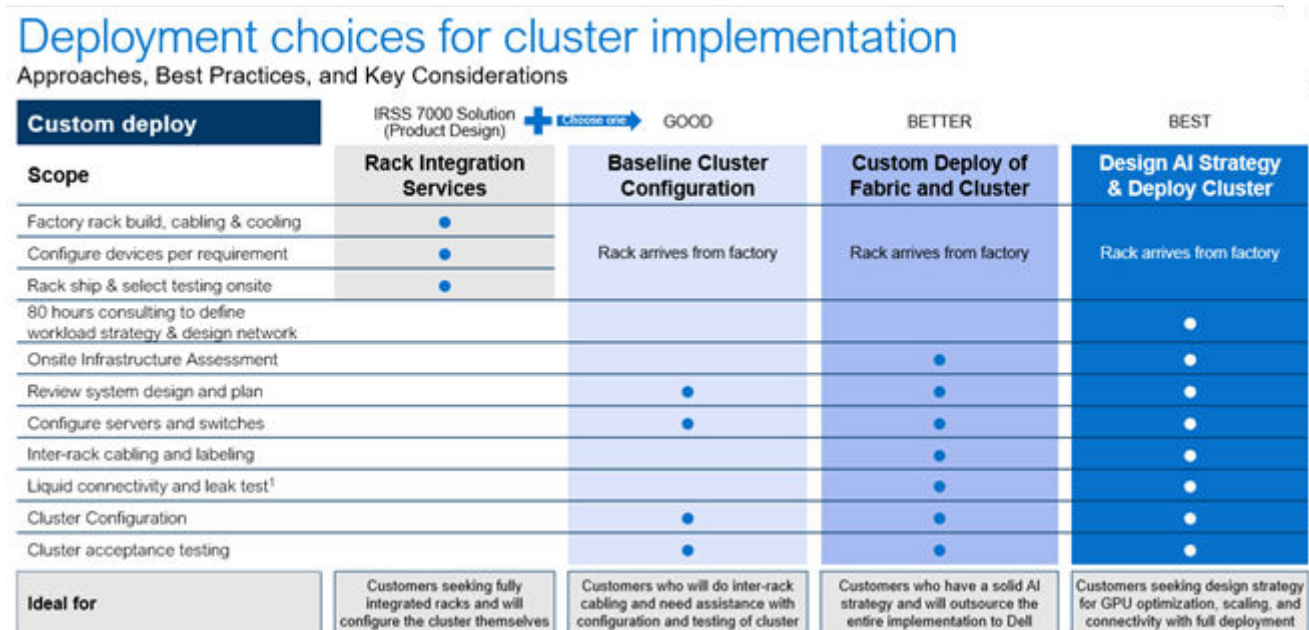 Deployment choices for cluster implementation
Approaches, Best Practices, and Key Considerations
Custom deploy
IRSS 7000 Solution
(Product Design)
Choose one
GOOD
BETTER
BEST
Scope
Rack Integration
Services
Baseline Cluster
Configuration
Custom Deploy of
Fabric and Cluster
Design AI Strategy
& Deploy Cluster
Factory rack build, cabling & cooling
Configure devices per requirement
Rack arrives from factory
Rack arrives from factory
Rack arrives from factory
Rack ship & select testing onsite
80 hours consulting to define
workload strategy & design network
Onsite Infrastructure Assessment
Review system design and plan
Configure servers and switches
Inter-rack cabling and labeling
Liquid connectivity and leak test¹
Cluster Configuration
Cluster acceptance testing
Ideal for
Customers seeking fully
integrated racks and will
configure the cluster themselves
Customers who will do inter-rack
cabling and need assistance with
configuration and testing of cluster
Customers who have a solid AI
strategy and will outsource the
entire implementation to Dell
Customers seeking design strategy
for GPU optimization, scaling, and
connectivity with full deployment